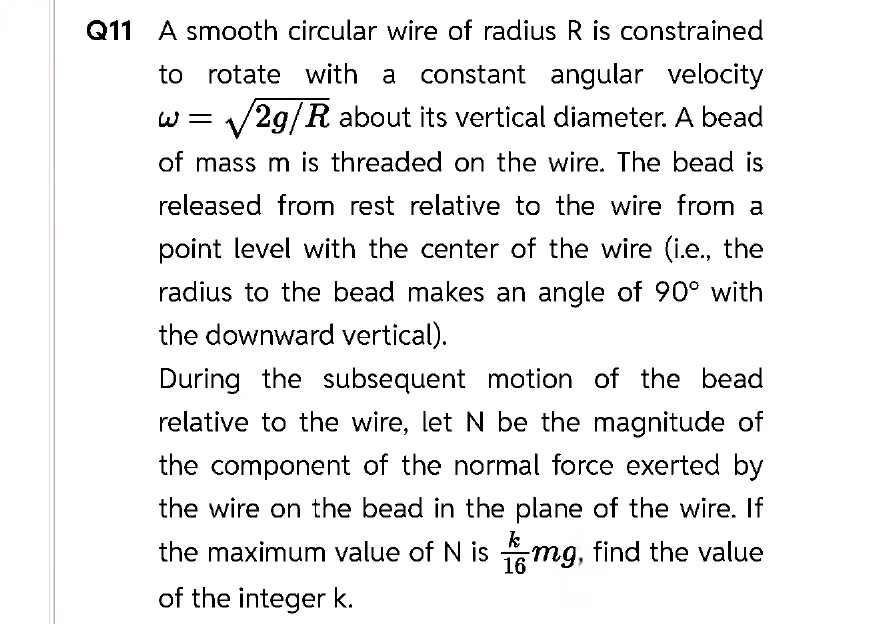 Q11 A smooth circular wire of radius R is constrained
to rotate with a constant angular velocity
ω = √2g/R about its vertical diameter. A bead
of mass m is threaded on the wire. The bead is
released from rest relative to the wire from a
point level with the center of the wire (i.e., the
radius to the bead makes an angle of 90° with
the downward vertical).
During the subsequent motion of the bead
relative to the wire, let N be the magnitude of
the component of the normal force exerted by
the wire on the bead in the plane of the wire. If
the maximum value of N is k/16 mg, find the value
of the integer k.